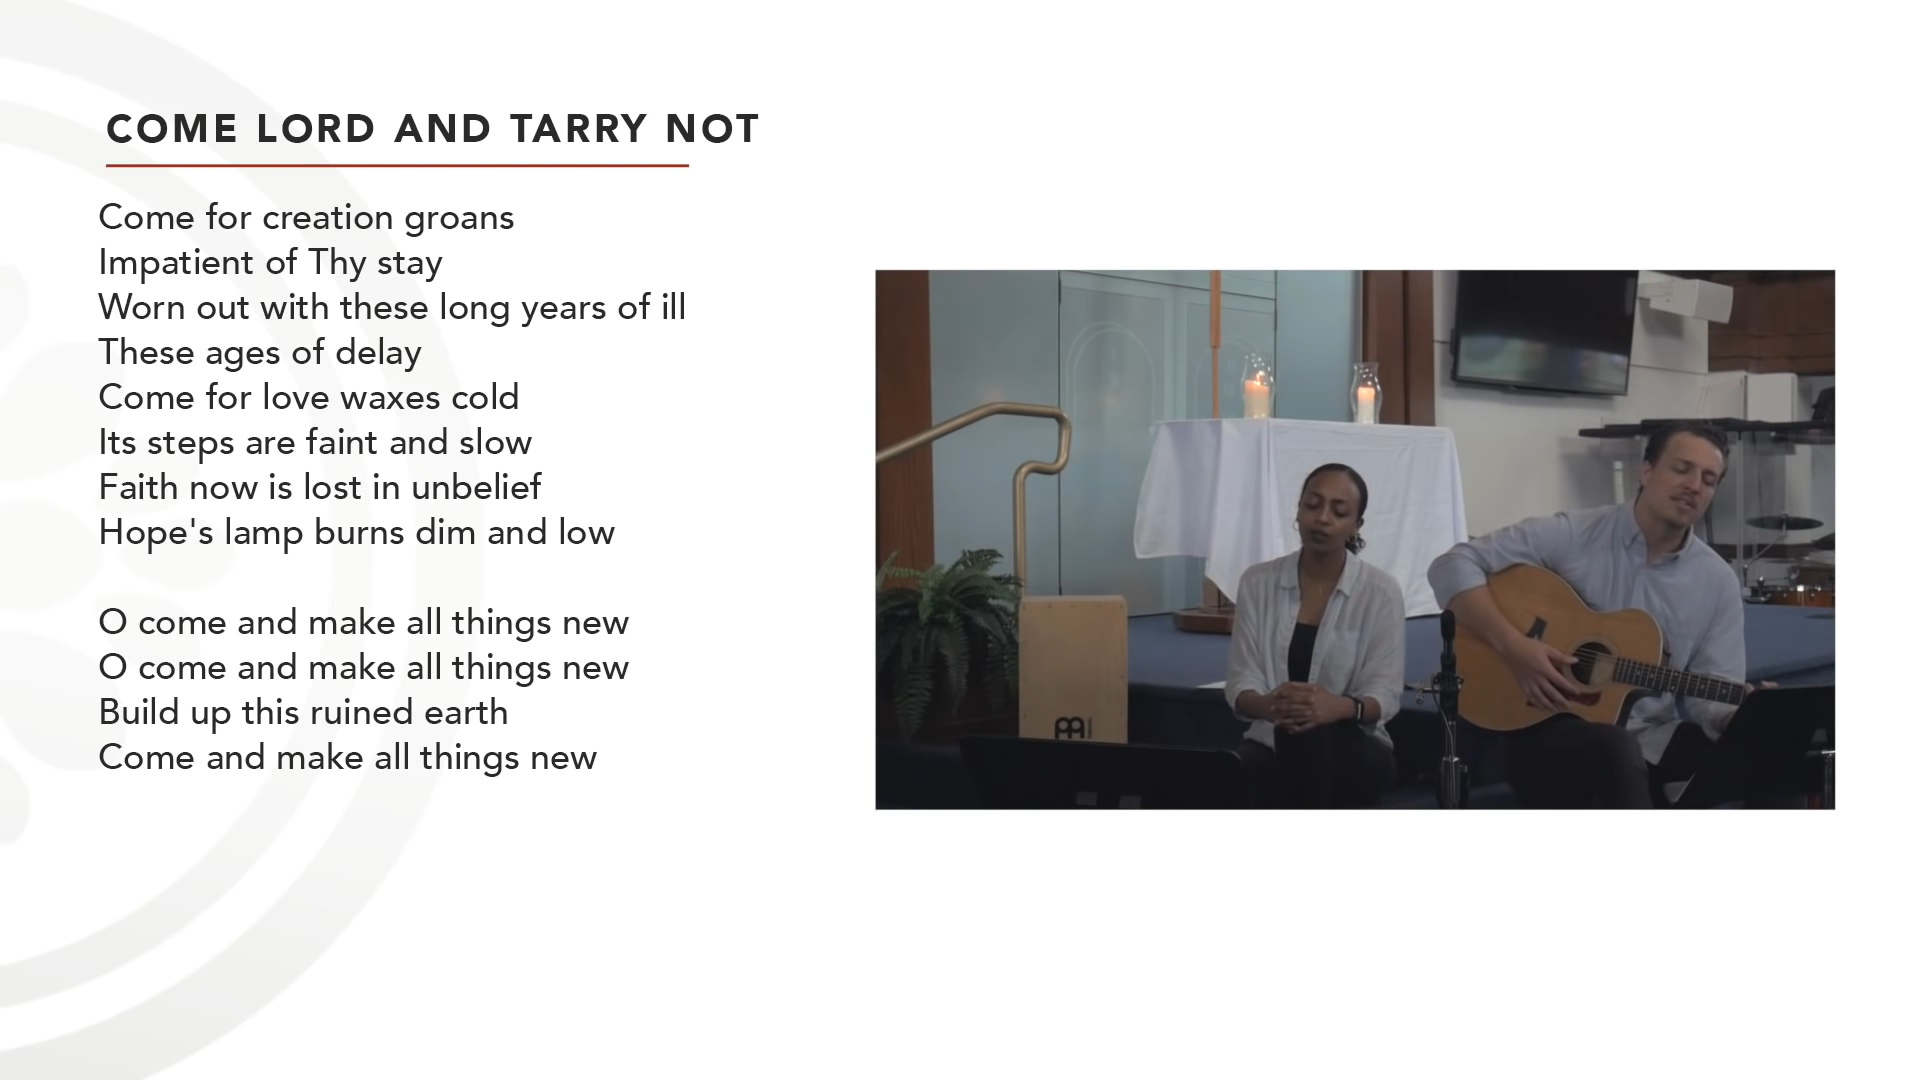 COME LORD AND TARRY NOT
Come for creation groans
Impatient of Thy stay
Worn out with these long years of ill
These ages of delay
Come for love waxes cold
Its steps are faint and slow
Faith now is lost in unbelief
Hope's lamp burns dim and low
O come and make all things new
O come and make all things new
Build up this ruined earth
Come and make all things new